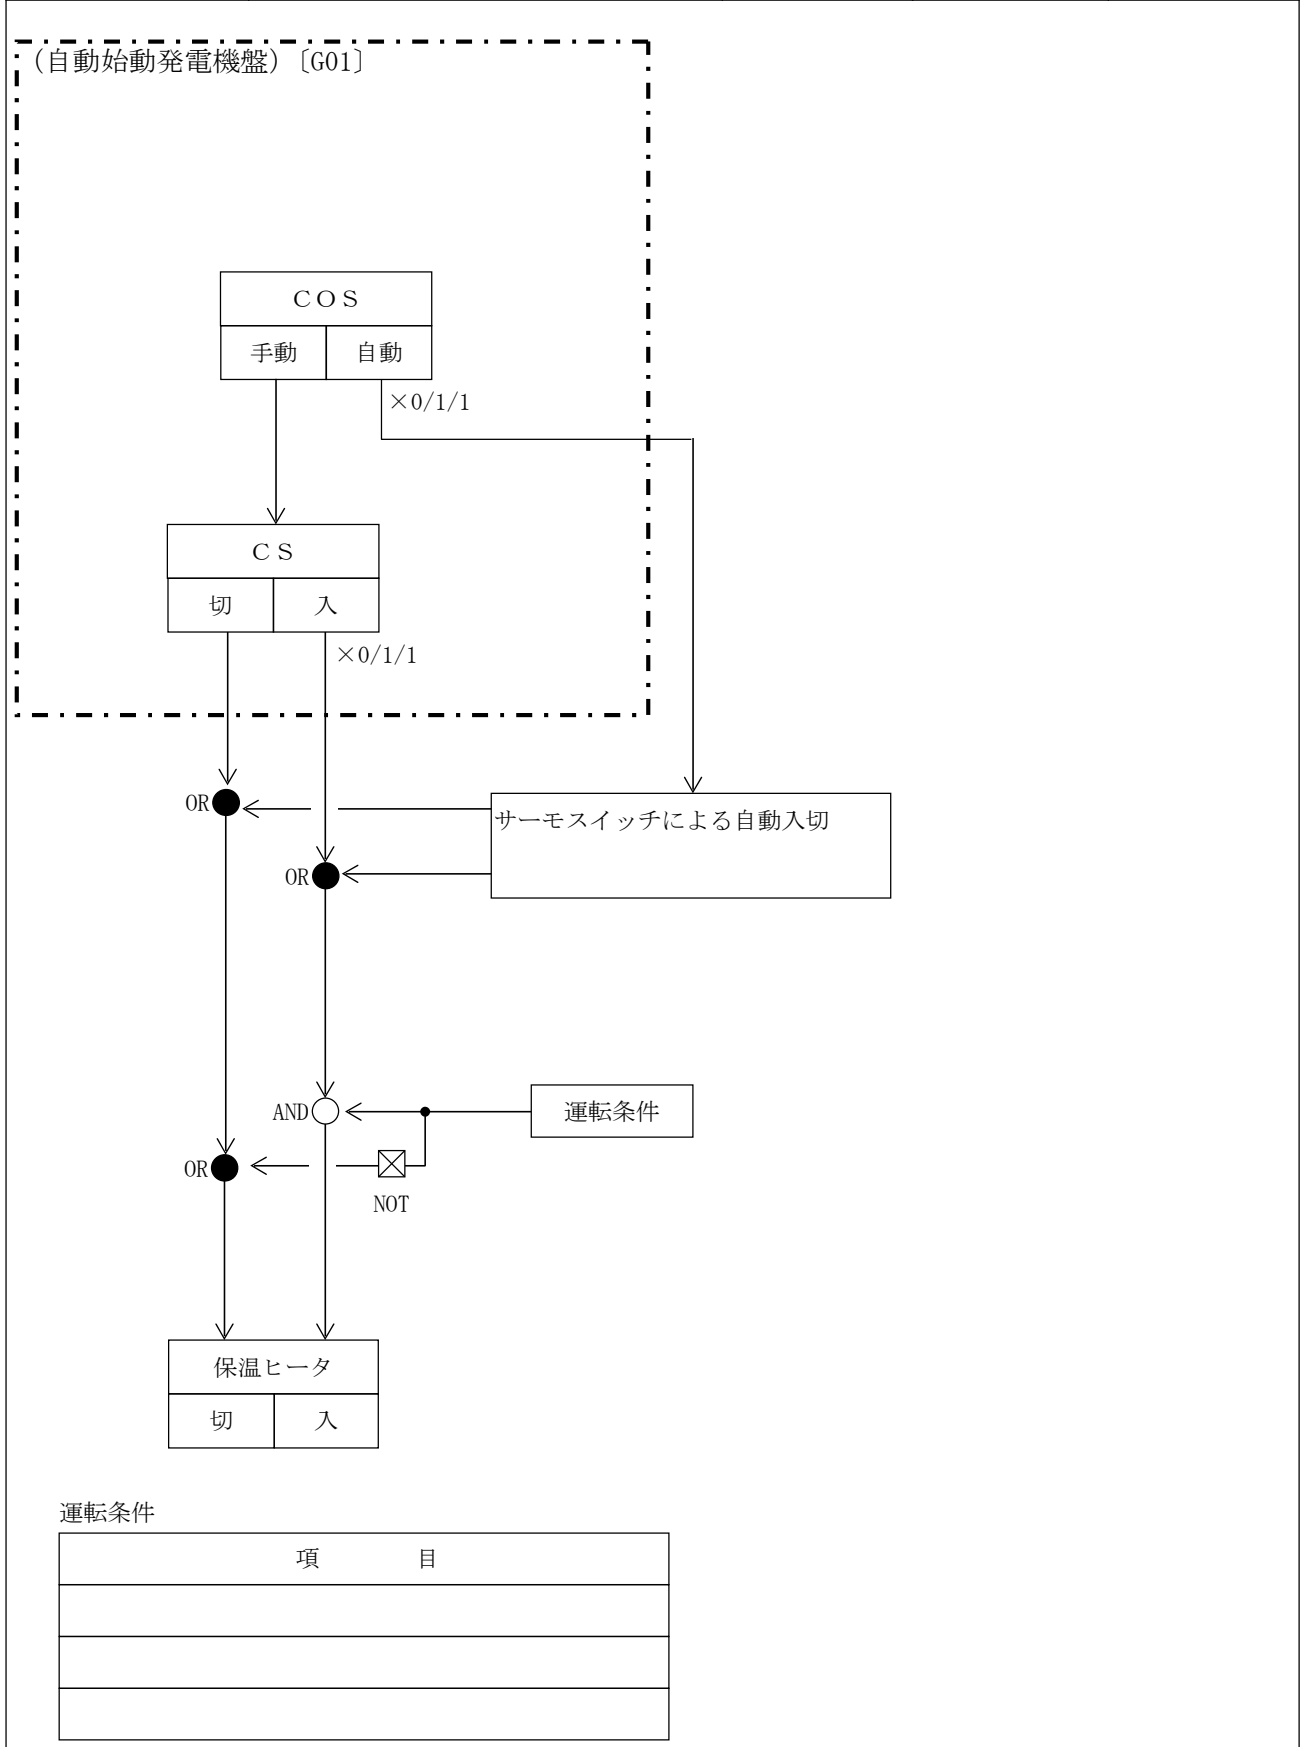 (自動始動発電機盤)〔G01〕
ＣＯＳ
手動 自動
×0/1/1
ＣＳ
切 入
×0/1/1
OR
サーモスイッチによる自動入切
OR
AND
運転条件
OR
NOT
保温ヒータ
切 入
運転条件
項 目